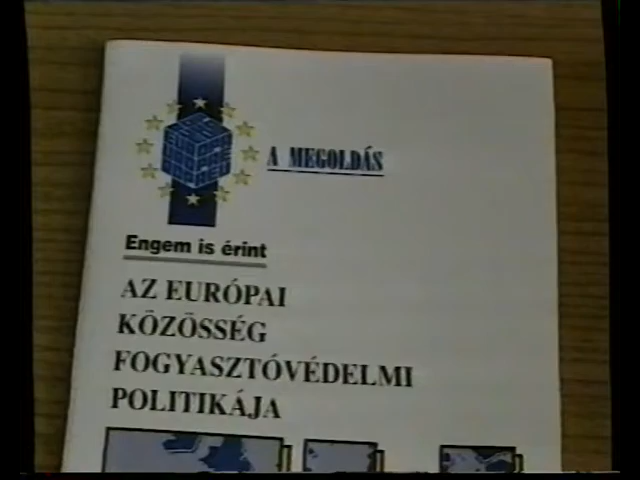 A MEGOLDÁS
Engem is érint
AZ EURÓPAI
KÖZÖSSÉG
FOGYASZTÓVÉDELMI
POLITIKÁJA